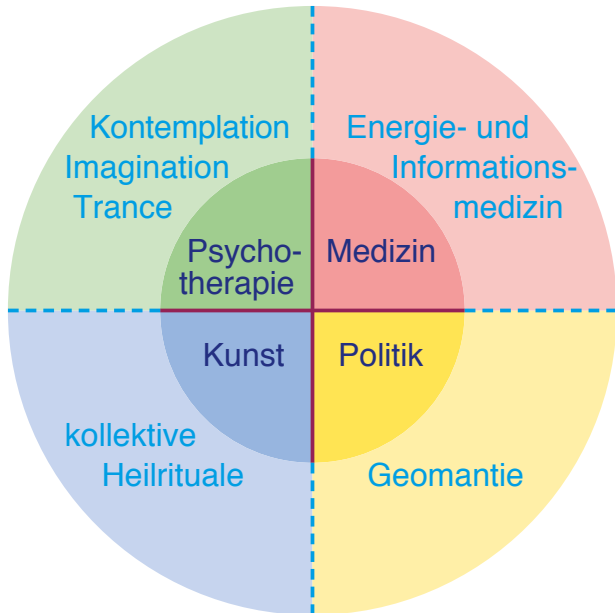 Kontemplation
Imagination
Trance
Energie- und
Informations-
medizin
Psycho-
therapie
Medizin
Kunst
Politik
kollektive
Heilrituale
Geomantie